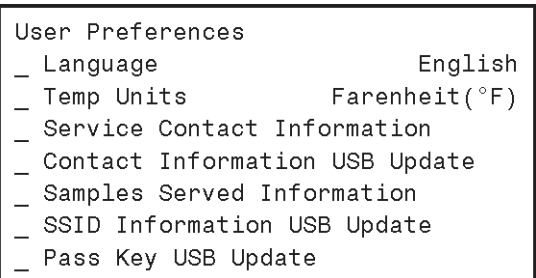 User Preferences
_ Language English
_ Temp Units Farenheit(°F)
_ Service Contact Information
_ Contact Information USB Update
_ Samples Served Information
_ SSID Information USB Update
_ Pass Key USB Update